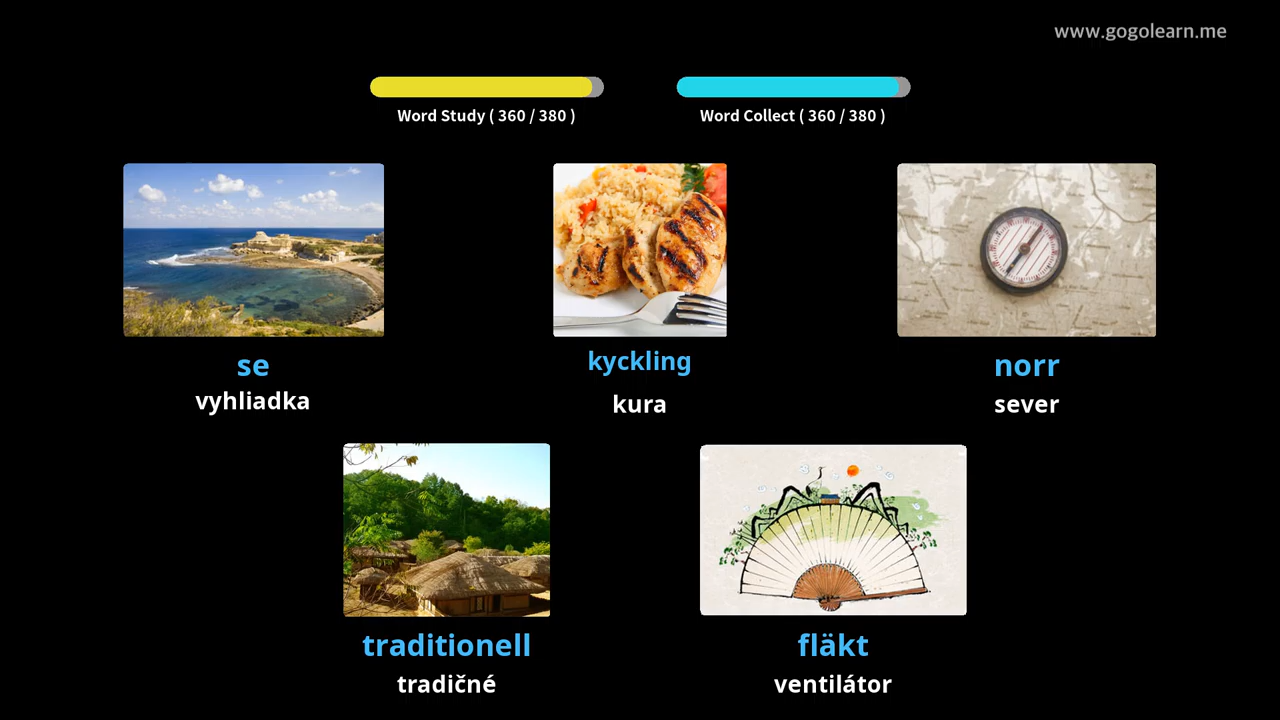 www.gogolearn.me
Word Study ( 360 / 380 )
Word Collect ( 360 / 380 )
se
vyhliadka
kyckling
kura
norr
sever
traditionell
tradičné
fläkt
ventilátor